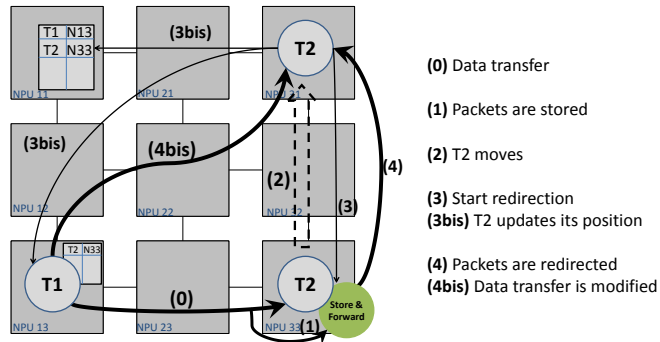 T1 N13
T2 N33
NPU 11
(3bis)
NPU 21
T2
NPU 31
(3bis)
NPU 12
(4bis)
NPU 22
(2)
NPU 32
(3)
(4)
T2 N33
T1
NPU 13
(0)
NPU 23
T2
NPU 33
(1)
Store &
Forward
(0) Data transfer
(1) Packets are stored
(2) T2 moves
(3) Start redirection
(3bis) T2 updates its position
(4) Packets are redirected
(4bis) Data transfer is modified